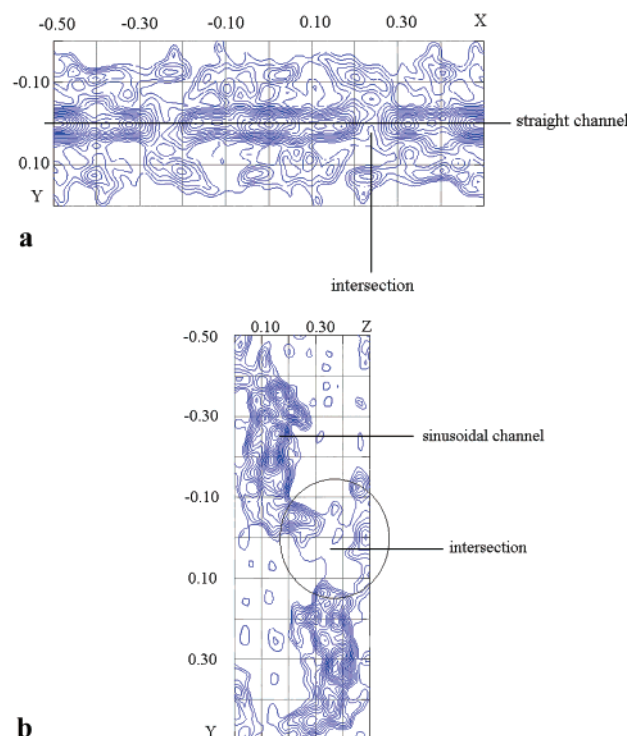 -0.50 -0.30 -0.10 0.10 0.30 X
-0.10
straight channel
0.10
Y
a
intersection
0.10 0.30 Z
-0.50
-0.30
sinusoidal channel
-0.10
intersection
0.10
0.30
b
Y